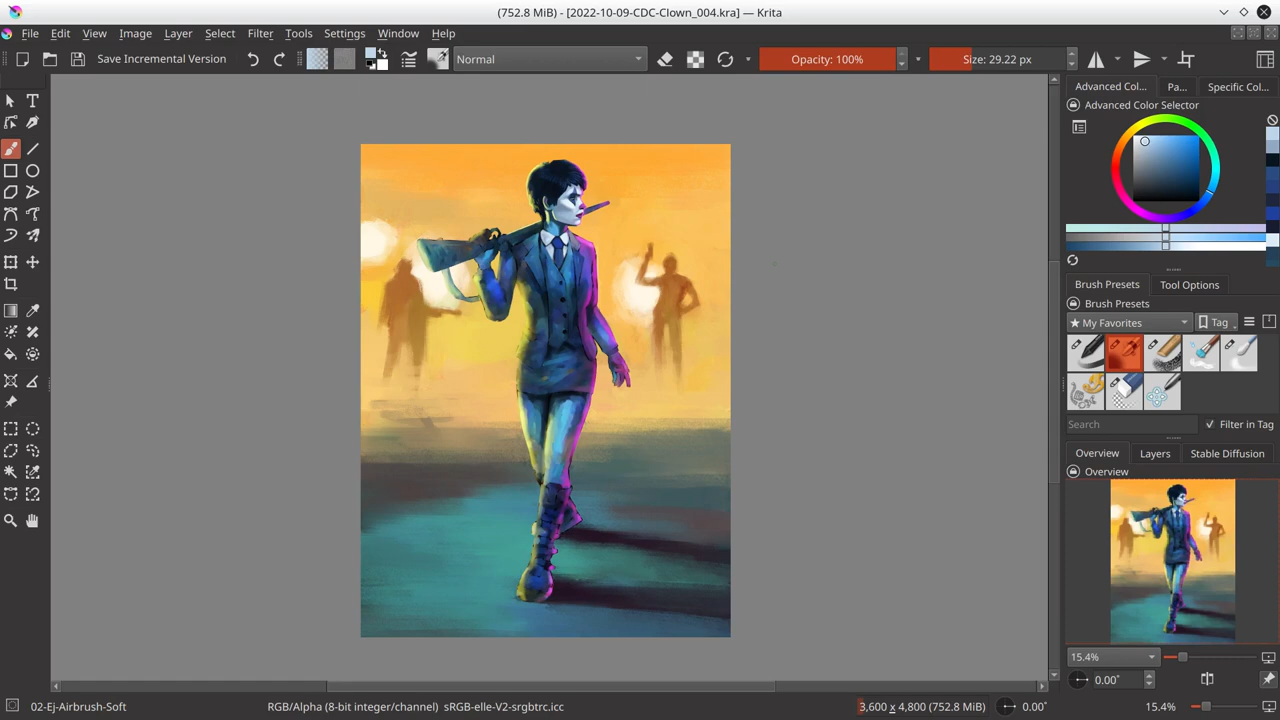 (752.8 MiB) - [2022-10-09-CDC-Clown_004.kra] — Krita
File Edit View Image Layer Select Filter Tools Settings Window Help
Save Incremental Version Normal Opacity: 100% Size: 29.22 px
Advanced Col... Pa... Specific Col...
Advanced Color Selector
Brush Presets Tool Options
Brush Presets
★ My Favorites Tag
Search Filter in Tag
Overview Layers Stable Diffusion
Overview
15.4%
0.00°
02-Ej-Airbrush-Soft RGB/Alpha (8-bit integer/channel) sRGB-elle-V2-srgbtrc.icc 3,600 x 4,800 (752.8 MiB) 0.00° 15.4%